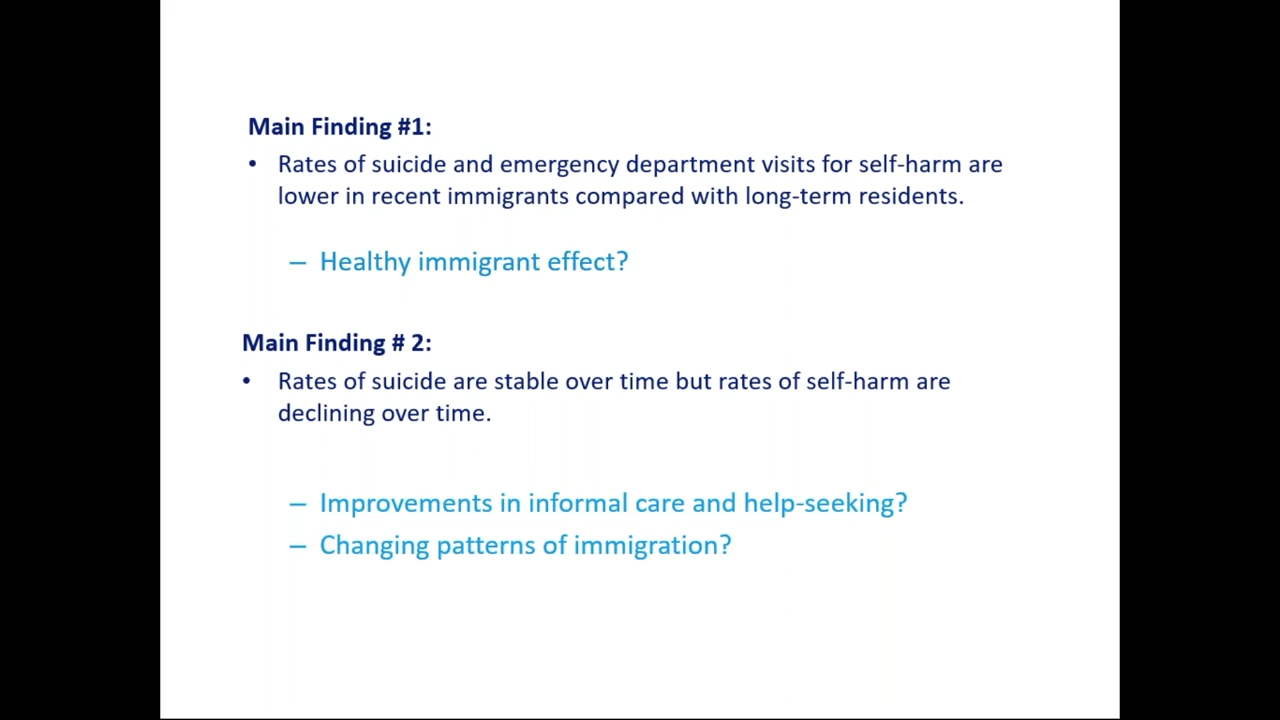 Main Finding #1:
• Rates of suicide and emergency department visits for self-harm are
lower in recent immigrants compared with long-term residents.
– Healthy immigrant effect?
Main Finding # 2:
• Rates of suicide are stable over time but rates of self-harm are
declining over time.
– Improvements in informal care and help-seeking?
– Changing patterns of immigration?